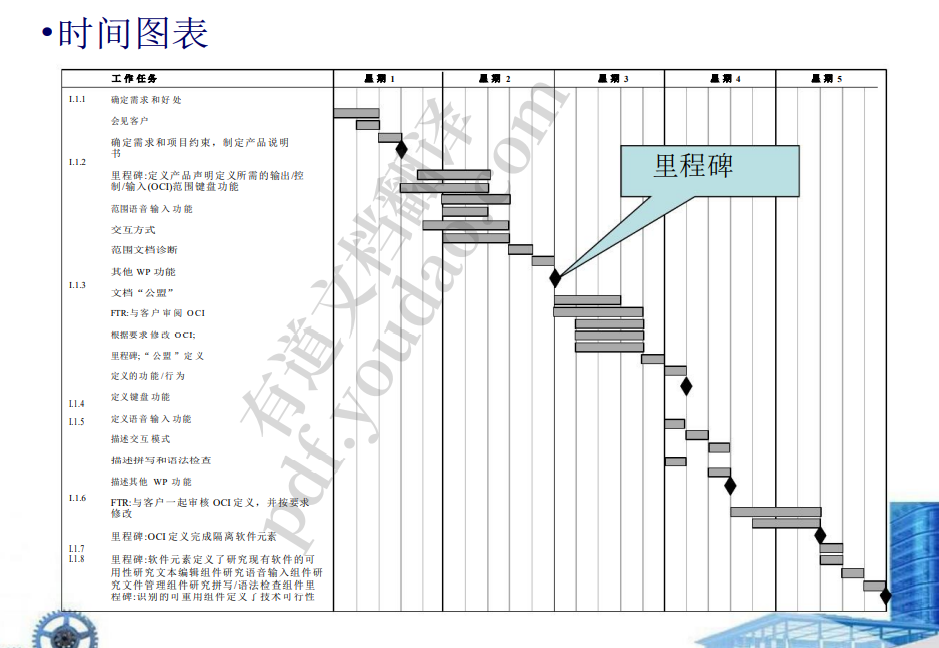 •时间图表
工作任务 星期 1 星期 2 星期 3 星期 4 星期 5
I.1.1 确定需求和好处
会见客户
确定需求和项目约束，制定产品说明
书
I.1.2
里程碑:定义产品声明定义所需的输出/控
制/输入(OCI)范围键盘功能
范围语音输入功能
交互方式
范围文档诊断
其他 WP 功能
I.1.3
文档“公盟”
FTR:与客户审阅 OCI
根据要求修改 OCI;
里程碑;“公盟”定义
定义的功能/行为
定义键盘功能
I.1.4
I.1.5 定义语音输入功能
描述交互模式
描述拼写和语法检查
描述其他 WP 功能
I.1.6
FTR:与客户一起审核 OCI 定义，并按要求
修改
里程碑:OCI 定义完成隔离软件元素
I.1.7
I.1.8 里程碑:软件元素定义了研究现有软件的可
用性研究文本编辑组件研究语音输入组件研
究文件管理组件研究拼写/语法检查组件里
程碑:识别的可重用组件定义了技术可行性
里程碑
有道文档翻译
pdf.youdao.com